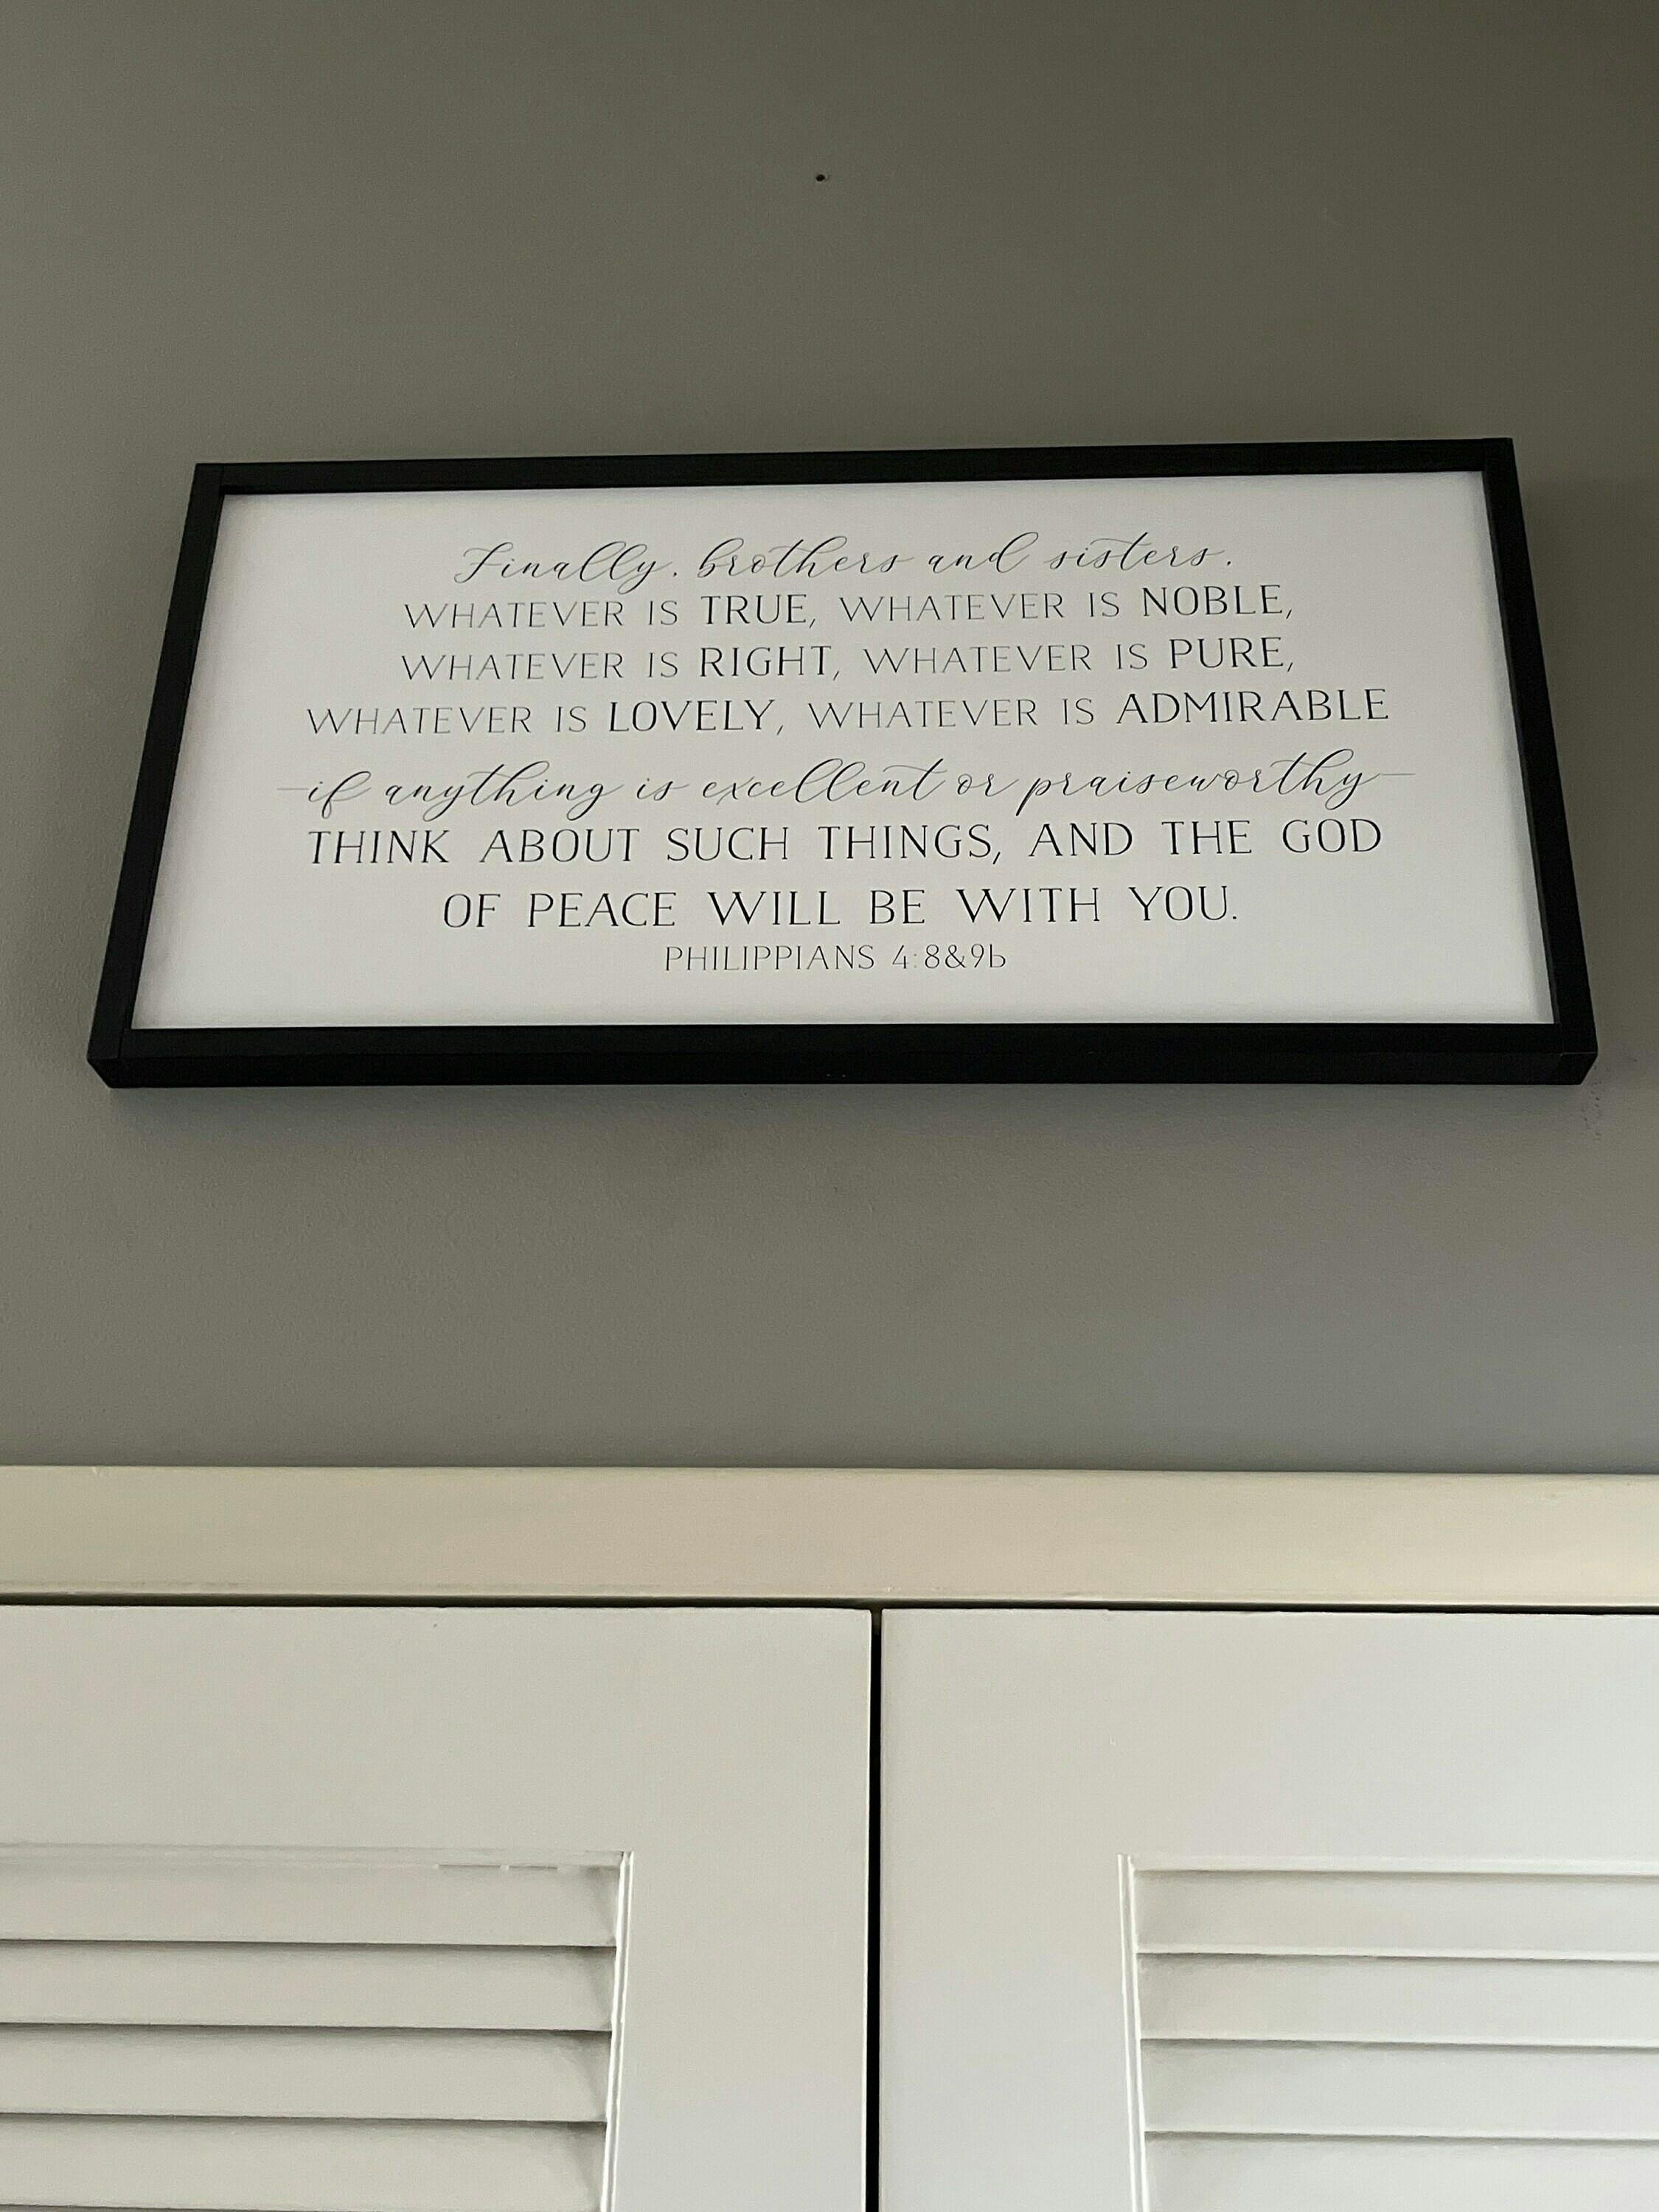 Finally, brothers and sisters,
WHATEVER IS TRUE, WHATEVER IS NOBLE,
WHATEVER IS RIGHT, WHATEVER IS PURE,
WHATEVER IS LOVELY, WHATEVER IS ADMIRABLE
—if anything is excellent or praiseworthy—
THINK ABOUT SUCH THINGS, AND THE GOD
OF PEACE WILL BE WITH YOU.
PHILIPPIANS 4:8&9b